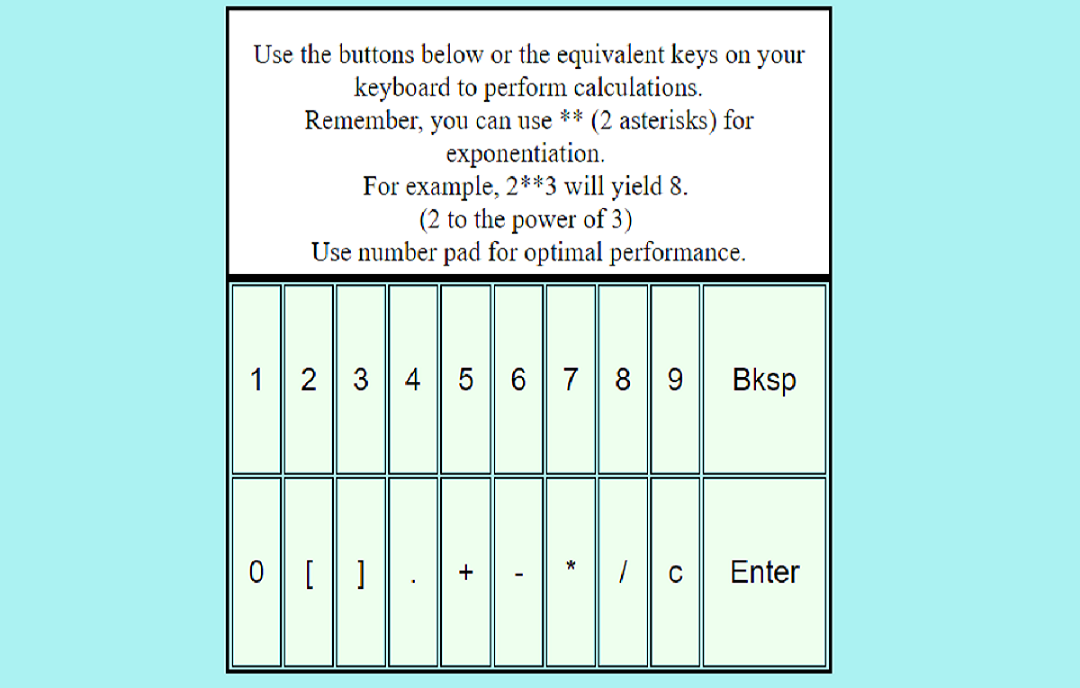 Use the buttons below or the equivalent keys on your
keyboard to perform calculations.
Remember, you can use ** (2 asterisks) for
exponentiation.
For example, 2**3 will yield 8.
(2 to the power of 3)
Use number pad for optimal performance.
1 2 3 4 5 6 7 8 9 Bksp
0 [ ] . + - * / c Enter